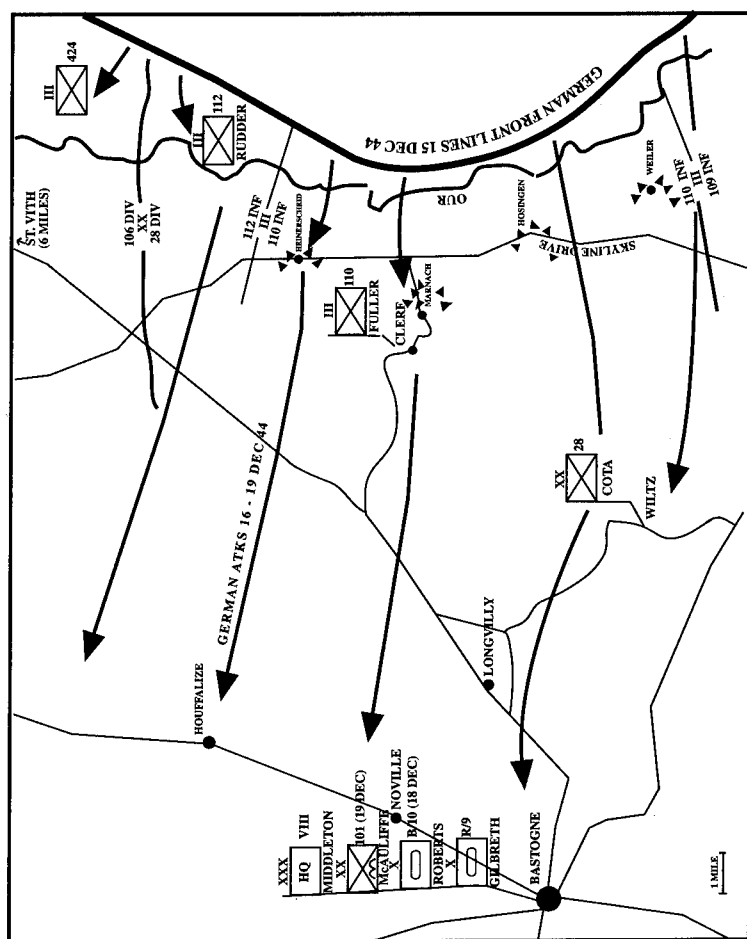 III
424
III
112
RUDDER
GERMAN FRONT LINES 15 DEC 44
ST. VITH
(6 MILES)
106 DIV
XX
28 DIV
112 INF
III
110 INF
HEINERSCHEID
OUR
HOSINGEN
WEILER
110 INF
III
109 INF
SKYLINE DRIVE
III
110
FULLER
CLERF
MARNACH
GERMAN ATKS 16 - 19 DEC 44
XX
28
COTA
WILTZ
HOUFFALIZE
LONGVILLY
NOVILLE
XXX
HQ
VIII
MIDDLETON
XX
101 (19 DEC)
McAULIFFE
X
B/10 (18 DEC)
ROBERTS
X
R/9
GILBRETH
BASTOGNE
1 MILE